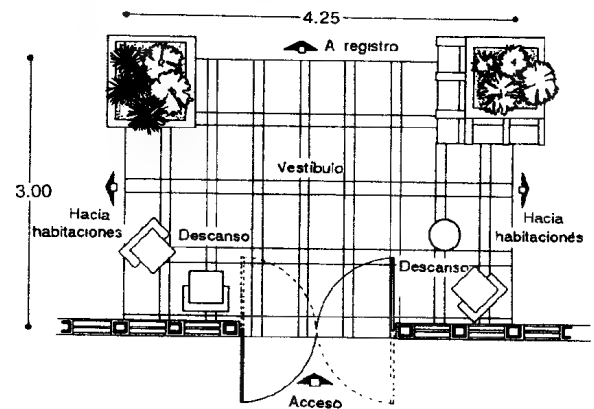 4.25
A registro
Vestíbulo
3.00
Hacia
habitaciones
Descanso
Hacia
habitaciones
Descanso
Acceso